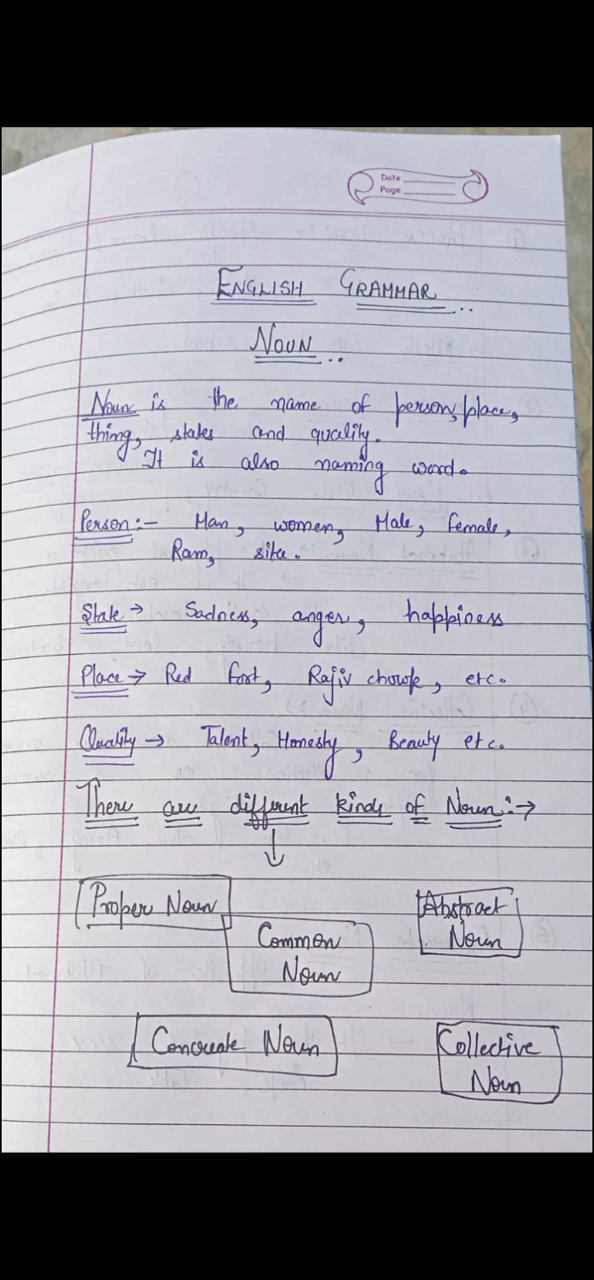 Date
Page
ENGLISH GRAMMAR...
NOUN...
Noun is the name of person, place,
thing, states and quality.
It is also naming word.
Person:- Man, women, Male, Female,
Ram, sita.
State → Sadness, anger, happiness
Place → Red fort, Rajiv chowk, etc.
Quality → Talent, Honesty, Beauty etc.
There are different kinds of Noun:→
Proper Noun
Common
Noun
Abstract
Noun
Concreate Noun
Collective
Noun